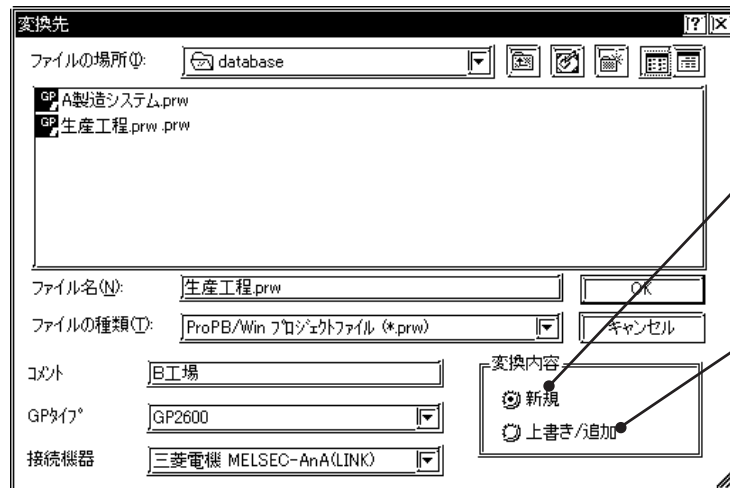 変換先
ファイルの場所(I): database
A製造システム.prw
生産工程.prw .prw
ファイル名(N): 生産工程.prw OK
ファイルの種類(T): ProPB/Win プロジェクトファイル (*.prw) キャンセル
コメント B工場
GPタイプ GP2600
接続機器 三菱電機 MELSEC-AnA(LINK)
変換内容
新規
上書き/追加